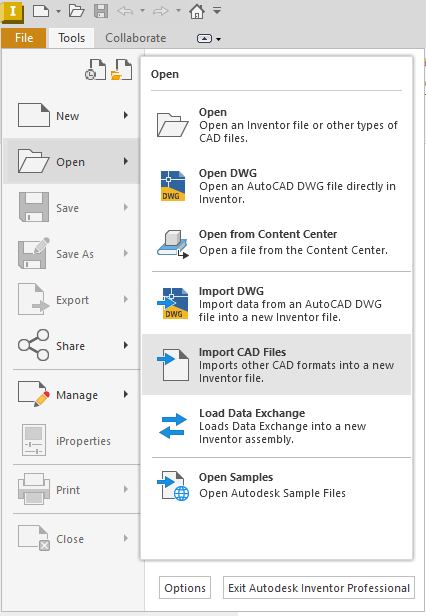 I
File
Tools
Collaborate
New
Open
Save
Save As
Export
Share
Manage
iProperties
Print
Close
Open
Open
Open an Inventor file or other types of
CAD files.
DWG
Open DWG
Open an AutoCAD DWG file directly in
Inventor.
Open from Content Center
Open a file from the Content Center.
DWG
Import DWG
Import data from an AutoCAD DWG
file into a new Inventor file.
Import CAD Files
Imports other CAD formats into a new
Inventor file.
Load Data Exchange
Loads Data Exchange into a new
Inventor assembly.
Open Samples
Open Autodesk Sample Files
Options
Exit Autodesk Inventor Professional